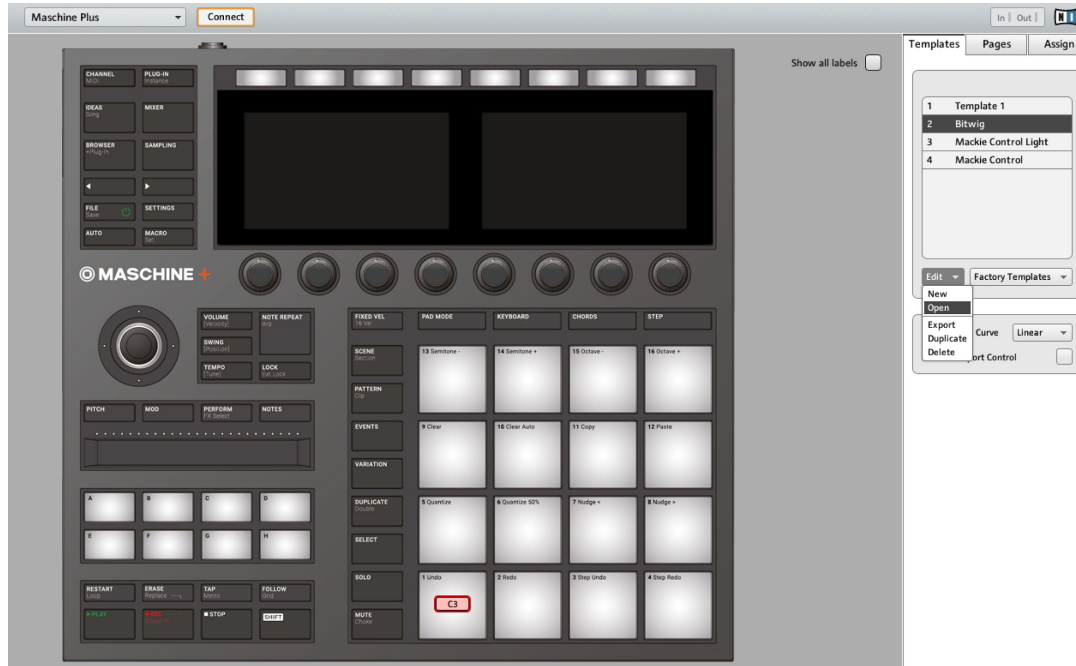 Maschine Plus
Connect
In Out
Show all labels
Templates Pages Assign
1 Template 1
2 Bitwig
3 Mackie Control Light
4 Mackie Control
Edit Factory Templates
New
Open
Export
Duplicate
Delete
Curve Linear
ort Control
CHANNEL PLUG-IN
MIDI Instance
IDEAS MIXER
Song
BROWSER SAMPLING
+Plug-In
FILE SETTINGS
Save
AUTO MACRO
Set
MASCHINE +
VOLUME NOTE REPEAT
[Velocity] Arp
SWING
[Position]
TEMPO LOCK
[Tune] Ext Lock
PITCH MOD PERFORM NOTES
FX Select
A B C D
E F G H
RESTART ERASE TAP FOLLOW
Loop Replace Metro Grid
PLAY REC STOP SHIFT
FIXED VEL PAD MODE KEYBOARD CHORDS STEP
16 Vel
SCENE
Section
PATTERN
Clip
EVENTS
VARIATION
DUPLICATE
Double
SELECT
SOLO
MUTE
Choke
13 Semitone - 14 Semitone + 15 Octave - 16 Octave +
9 Clear 10 Clear Auto 11 Copy 12 Paste
5 Quantize 6 Quantize 50% 7 Nudge < 8 Nudge >
1 Undo 2 Redo 3 Step Undo 4 Step Redo
C3